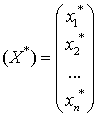 (X*) = ( x₁*
x₂*
...
xₙ* )